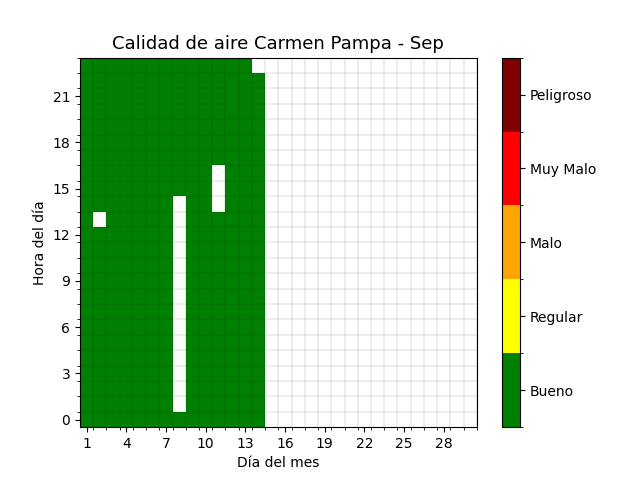 Calidad de aire Carmen Pampa - Sep
Hora del día
21
18
15
12
9
6
3
0
1 4 7 10 13 16 19 22 25 28
Día del mes
Peligroso
Muy Malo
Malo
Regular
Bueno